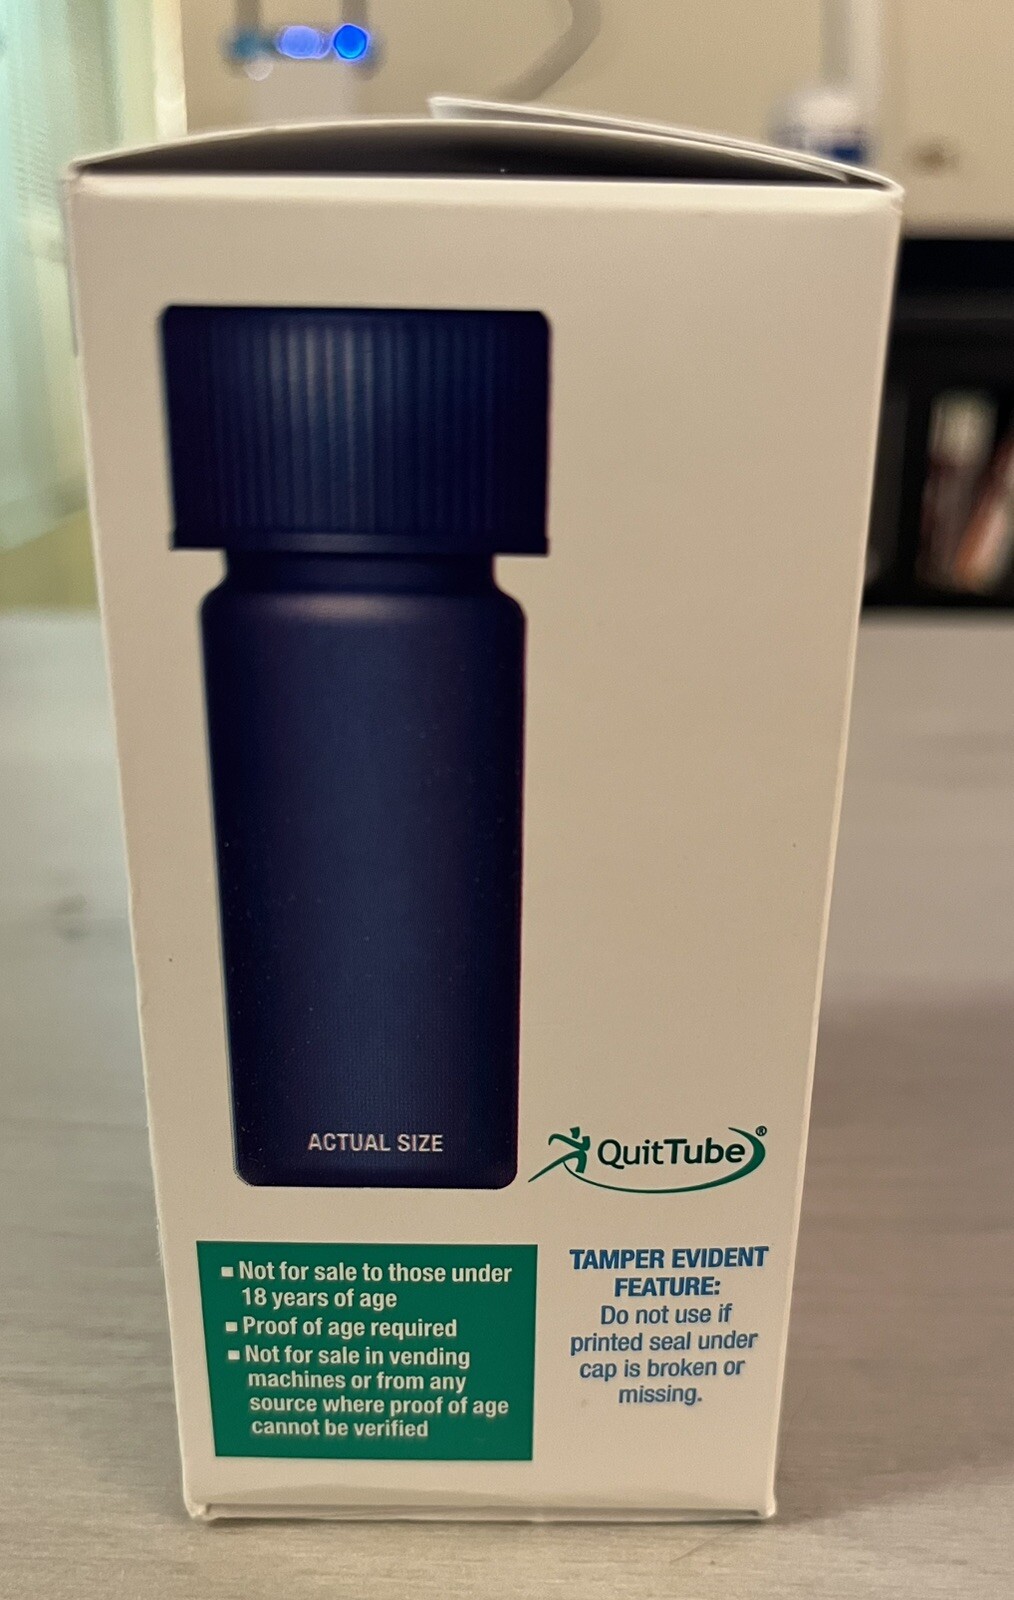 ACTUAL SIZE
QuitTube®
▪ Not for sale to those under
18 years of age
▪ Proof of age required
▪ Not for sale in vending
machines or from any
source where proof of age
cannot be verified
TAMPER EVIDENT
FEATURE:
Do not use if
printed seal under
cap is broken or
missing.